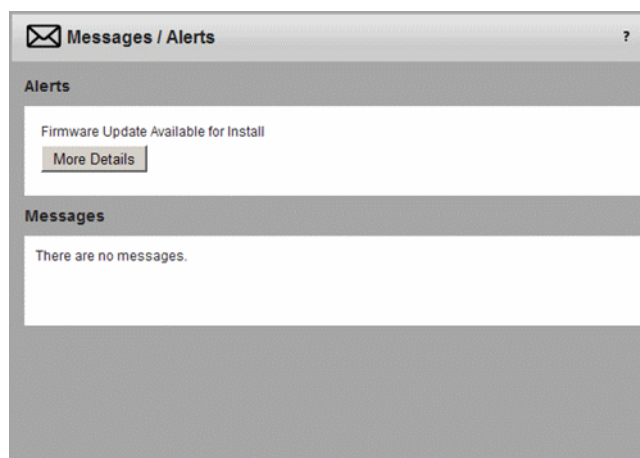 Messages / Alerts ?
Alerts
Firmware Update Available for Install
More Details
Messages
There are no messages.